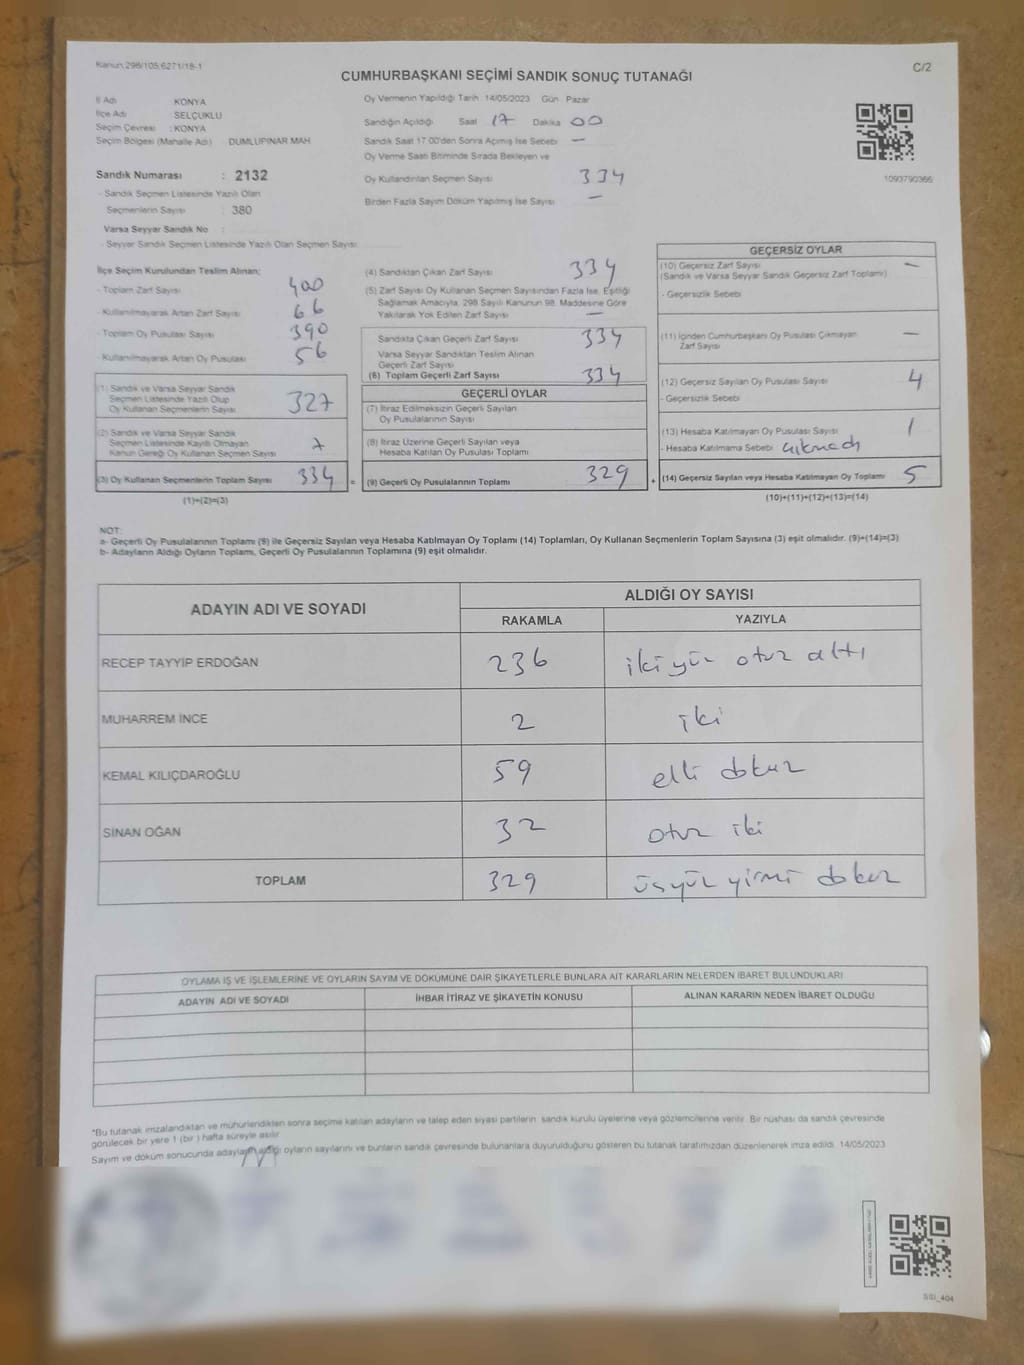 Kanun:298/105,6271/18-1
C/2
CUMHURBAŞKANI SEÇİMİ SANDIK SONUÇ TUTANAĞI
İl Adı KONYA
İlçe Adı SELÇUKLU
Seçim Çevresi : KONYA
Seçim Bölgesi (Mahalle Adı) DUMLUPINAR MAH
Sandık Numarası : 2132
- Sandık Seçmen Listesinde Yazılı Olan
Seçmenlerin Sayısı : 380
Varsa Seyyar Sandık No :
- Seyyar Sandık Seçmen Listesinde Yazılı Olan Seçmen Sayısı
Oy Vermenin Yapıldığı Tarih 14/05/2023 Gün Pazar
Sandığın Açıldığı Saat 17 Dakika 00
Sandık Saat 17:00'den Sonra Açılmış İse Sebebi —
Oy Verme Saati Bitiminde Sırada Bekleyen ve
Oy Kullandırılan Seçmen Sayısı 334
Birden Fazla Sayım Döküm Yapılmış İse Sayısı —
1093790366
İlçe Seçim Kurulundan Teslim Alınan;
- Toplam Zarf Sayısı 400
- Kullanılmayarak Artan Zarf Sayısı 66
- Toplam Oy Pusulası Sayısı 390
- Kullanılmayarak Artan Oy Pusulası 56
(1) Sandık ve Varsa Seyyar Sandık
Seçmen Listesinde Yazılı Olup
Oy Kullanan Seçmenlerin Sayısı 327
(2) Sandık ve Varsa Seyyar Sandık
Seçmen Listesinde Kayıtlı Olmayan
Kanun Gereği Oy Kullanan Seçmen Sayısı 7
(3) Oy Kullanan Seçmenlerin Toplam Sayısı 334 =
(1)+(2)=(3)
(4) Sandıktan Çıkan Zarf Sayısı 334
(5) Zarf Sayısı Oy Kullanan Seçmen Sayısından Fazla İse, Eşitliği
Sağlamak Amacıyla, 298 Sayılı Kanunun 98. Maddesine Göre
Yakılarak Yok Edilen Zarf Sayısı —
Sandıkta Çıkan Geçerli Zarf Sayısı 334
Varsa Seyyar Sandıktan Teslim Alınan
Geçerli Zarf Sayısı
(6) Toplam Geçerli Zarf Sayısı 334
GEÇERLİ OYLAR
(7) İtiraz Edilmeksizin Geçerli Sayılan
Oy Pusulalarının Sayısı
(8) İtiraz Üzerine Geçerli Sayılan veya
Hesaba Katılan Oy Pusulası Toplamı
(9) Geçerli Oy Pusulalarının Toplamı 329 +
GEÇERSİZ OYLAR
(10) Geçersiz Zarf Sayısı —
(Sandık ve Varsa Seyyar Sandık Geçersiz Zarf Toplamı)
- Geçersizlik Sebebi
(11) İçinden Cumhurbaşkanı Oy Pusulası Çıkmayan —
Zarf Sayısı
(12) Geçersiz Sayılan Oy Pusulası Sayısı 4
- Geçersizlik Sebebi
(13) Hesaba Katılmayan Oy Pusulası Sayısı 1
- Hesaba Katılmama Sebebi çıkmadı
(14) Geçersiz Sayılan veya Hesaba Katılmayan Oy Toplamı 5
(10)+(11)+(12)+(13)=(14)
NOT:
a- Geçerli Oy Pusulalarının Toplamı (9) ile Geçersiz Sayılan veya Hesaba Katılmayan Oy Toplamı (14) Toplamları, Oy Kullanan Seçmenlerin Toplam Sayısına (3) eşit olmalıdır. (9)+(14)=(3)
b- Adayların Aldığı Oyların Toplamı, Geçerli Oy Pusulalarının Toplamına (9) eşit olmalıdır.
ADAYIN ADI VE SOYADI
ALDIĞI OY SAYISI
RAKAMLA YAZIYLA
RECEP TAYYİP ERDOĞAN 236 iki yüz otuz altı
MUHARREM İNCE 2 iki
KEMAL KILIÇDAROĞLU 59 elli dokuz
SİNAN OĞAN 32 otuz iki
TOPLAM 329 üçyüz yirmi dokuz
OYLAMA İŞ VE İŞLEMLERİNE VE OYLARIN SAYIM VE DÖKÜMÜNE DAİR ŞİKAYETLERLE BUNLARA AİT KARARLARIN NELERDEN İBARET BULUNDUKLARI
ADAYIN ADI VE SOYADI İHBAR İTİRAZ VE ŞİKAYETİN KONUSU ALINAN KARARIN NEDEN İBARET OLDUĞU
*Bu tutanak imzalandıktan ve mühürlendikten sonra seçime katılan adayların ve talep eden siyasi partilerin sandık kurulu üyelerine veya gözlemcilerine verilir. Bir nüshası da sandık çevresinde
görülecek bir yere 1 (bir) hafta süreyle asılır.
Sayım ve döküm sonucunda adayların aldığı oyların sayılarını ve bunların sandık çevresinde bulunanlara duyurulduğunu gösteren bu tutanak tarafımızdan düzenlenerek imza edildi. 14/05/2023
SSI_404